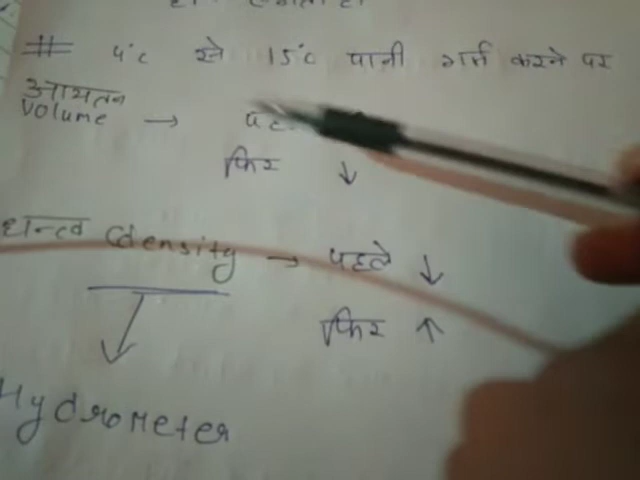 # 4°c से 15°c पानी गर्म करने पर
आयतन
Volume →
फिर ↓
घनत्व (density → पहले ↓
फिर ↑
Hydrometer